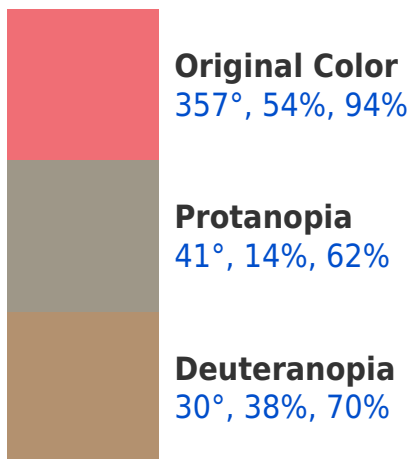 Original Color
357°, 54%, 94%
Protanopia
41°, 14%, 62%
Deuteranopia
30°, 38%, 70%